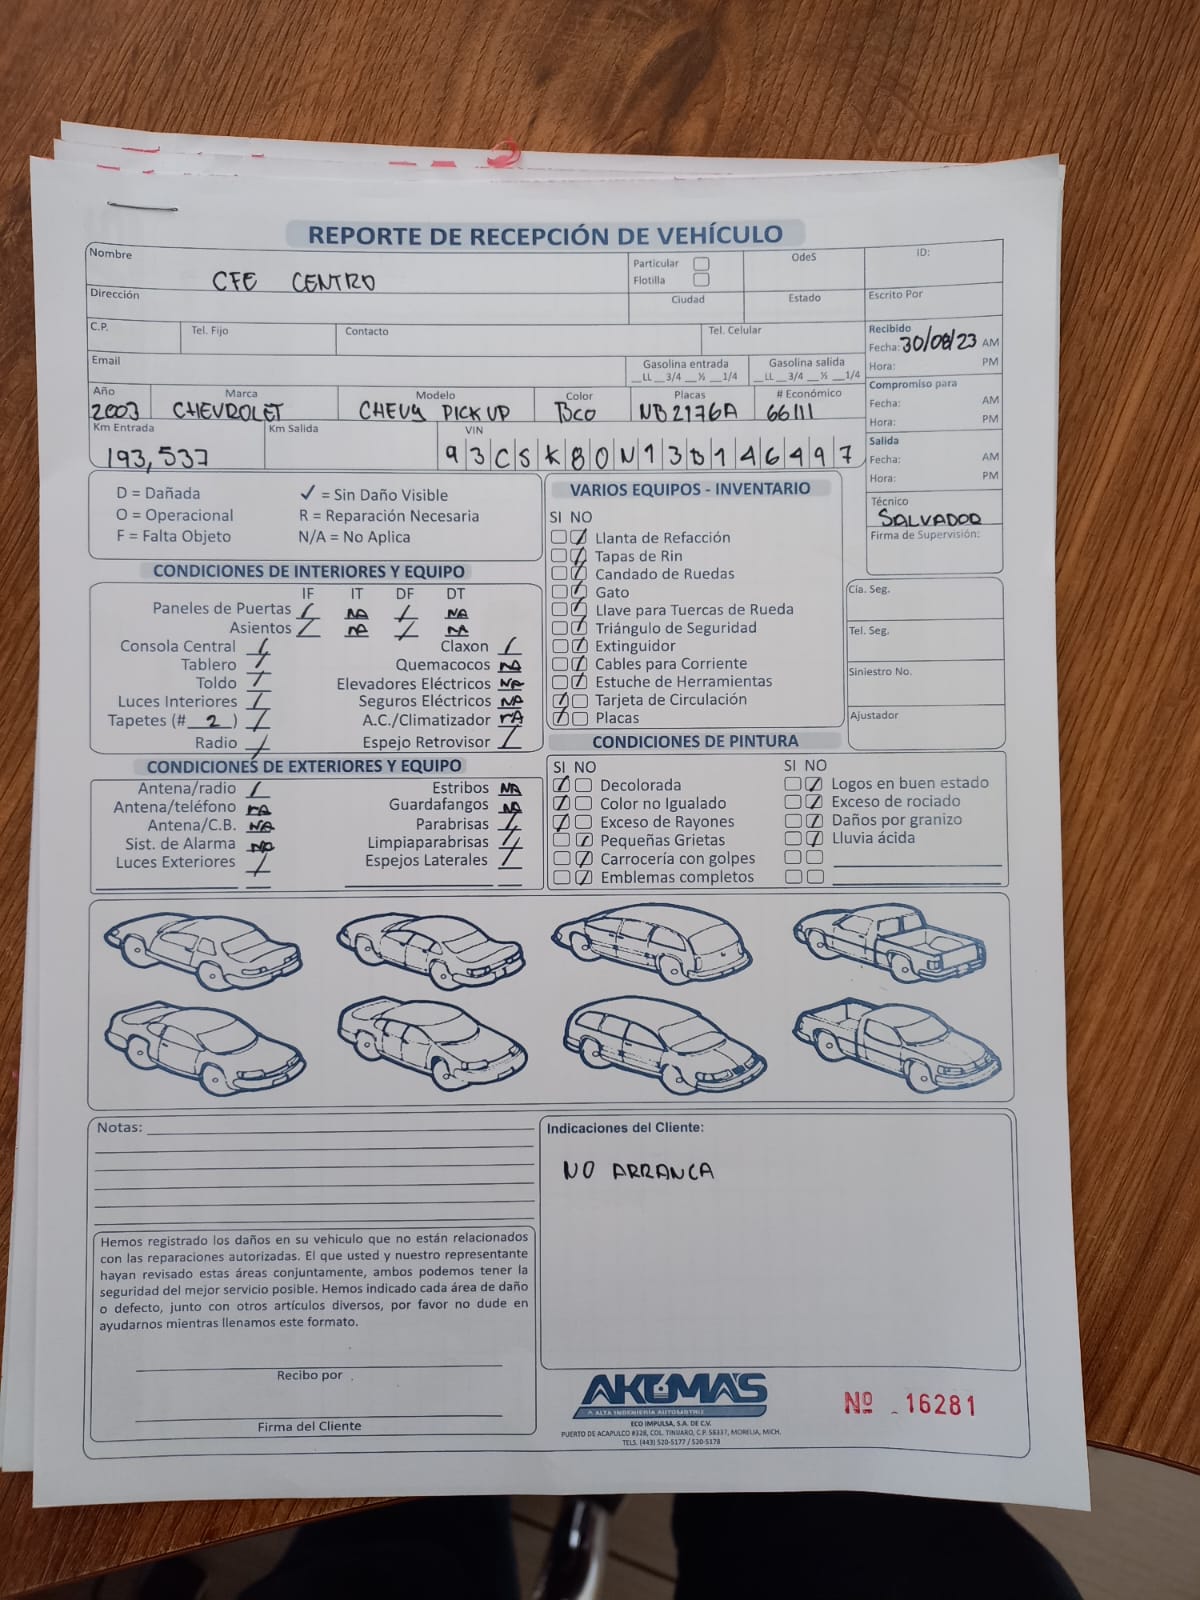 REPORTE DE RECEPCIÓN DE VEHÍCULO
Nombre
CFE CENTRO
Particular
Flotilla
OdeS
ID:
Dirección
Ciudad
Estado
Escrito Por
C.P.
Tel. Fijo
Contacto
Tel. Celular
Recibido
Fecha: 30/08/23 AM
Hora: PM
Email
Gasolina entrada
__LL __3/4 __½ __1/4
Gasolina salida
__LL __3/4 __½ __1/4
Compromiso para
Fecha: AM
Hora: PM
Año
2003
Marca
CHEVROLET
Modelo
CHEVY PICK UP
Color
Bco
Placas
NB2176A
# Económico
66111
Km Entrada
193,537
Km Salida
VIN
93CSK80N13B146497
Salida
Fecha: AM
Hora: PM
Técnico
SALVADOR
Firma de Supervisión:
D = Dañada
✓ = Sin Daño Visible
O = Operacional
R = Reparación Necesaria
F = Falta Objeto
N/A = No Aplica
CONDICIONES DE INTERIORES Y EQUIPO
IF IT DF DT
Paneles de Puertas / NA / NA
Asientos / NA / NA
Consola Central /
Claxon /
Tablero /
Quemacocos NA
Toldo /
Elevadores Eléctricos NA
Luces Interiores /
Seguros Eléctricos NA
Tapetes (# 2 ) /
A.C./Climatizador NA
Radio /
Espejo Retrovisor /
CONDICIONES DE EXTERIORES Y EQUIPO
Antena/radio /
Estribos NA
Antena/teléfono NA
Guardafangos NA
Antena/C.B. NA
Parabrisas /
Sist. de Alarma NA
Limpiaparabrisas /
Luces Exteriores /
Espejos Laterales /
VARIOS EQUIPOS - INVENTARIO
SI NO
Llanta de Refacción
Tapas de Rin
Candado de Ruedas
Gato
Llave para Tuercas de Rueda
Triángulo de Seguridad
Extinguidor
Cables para Corriente
Estuche de Herramientas
Tarjeta de Circulación
Placas
Cía. Seg.
Tel. Seg.
Siniestro No.
Ajustador
CONDICIONES DE PINTURA
SI NO
Decolorada
Color no Igualado
Exceso de Rayones
Pequeñas Grietas
Carrocería con golpes
Emblemas completos
SI NO
Logos en buen estado
Exceso de rociado
Daños por granizo
Lluvia ácida
Notas:
Indicaciones del Cliente:
NO ARRANCA
Hemos registrado los daños en su vehiculo que no están relacionados
con las reparaciones autorizadas. El que usted y nuestro representante
hayan revisado estas áreas conjuntamente, ambos podemos tener la
seguridad del mejor servicio posible. Hemos indicado cada área de daño
o defecto, junto con otros artículos diversos, por favor no dude en
ayudarnos mientras llenamos este formato.
Recibo por
Firma del Cliente
AKEMAS
ALTA INGENIERÍA AUTOMOTRIZ
ECO IMPULSA, S.A. DE C.V.
PUERTO DE ACAPULCO #328, COL. TINIJARO, C.P. 58337, MORELIA, MICH.
TELS. (443) 520-5177 / 520-5178
Nº 16281